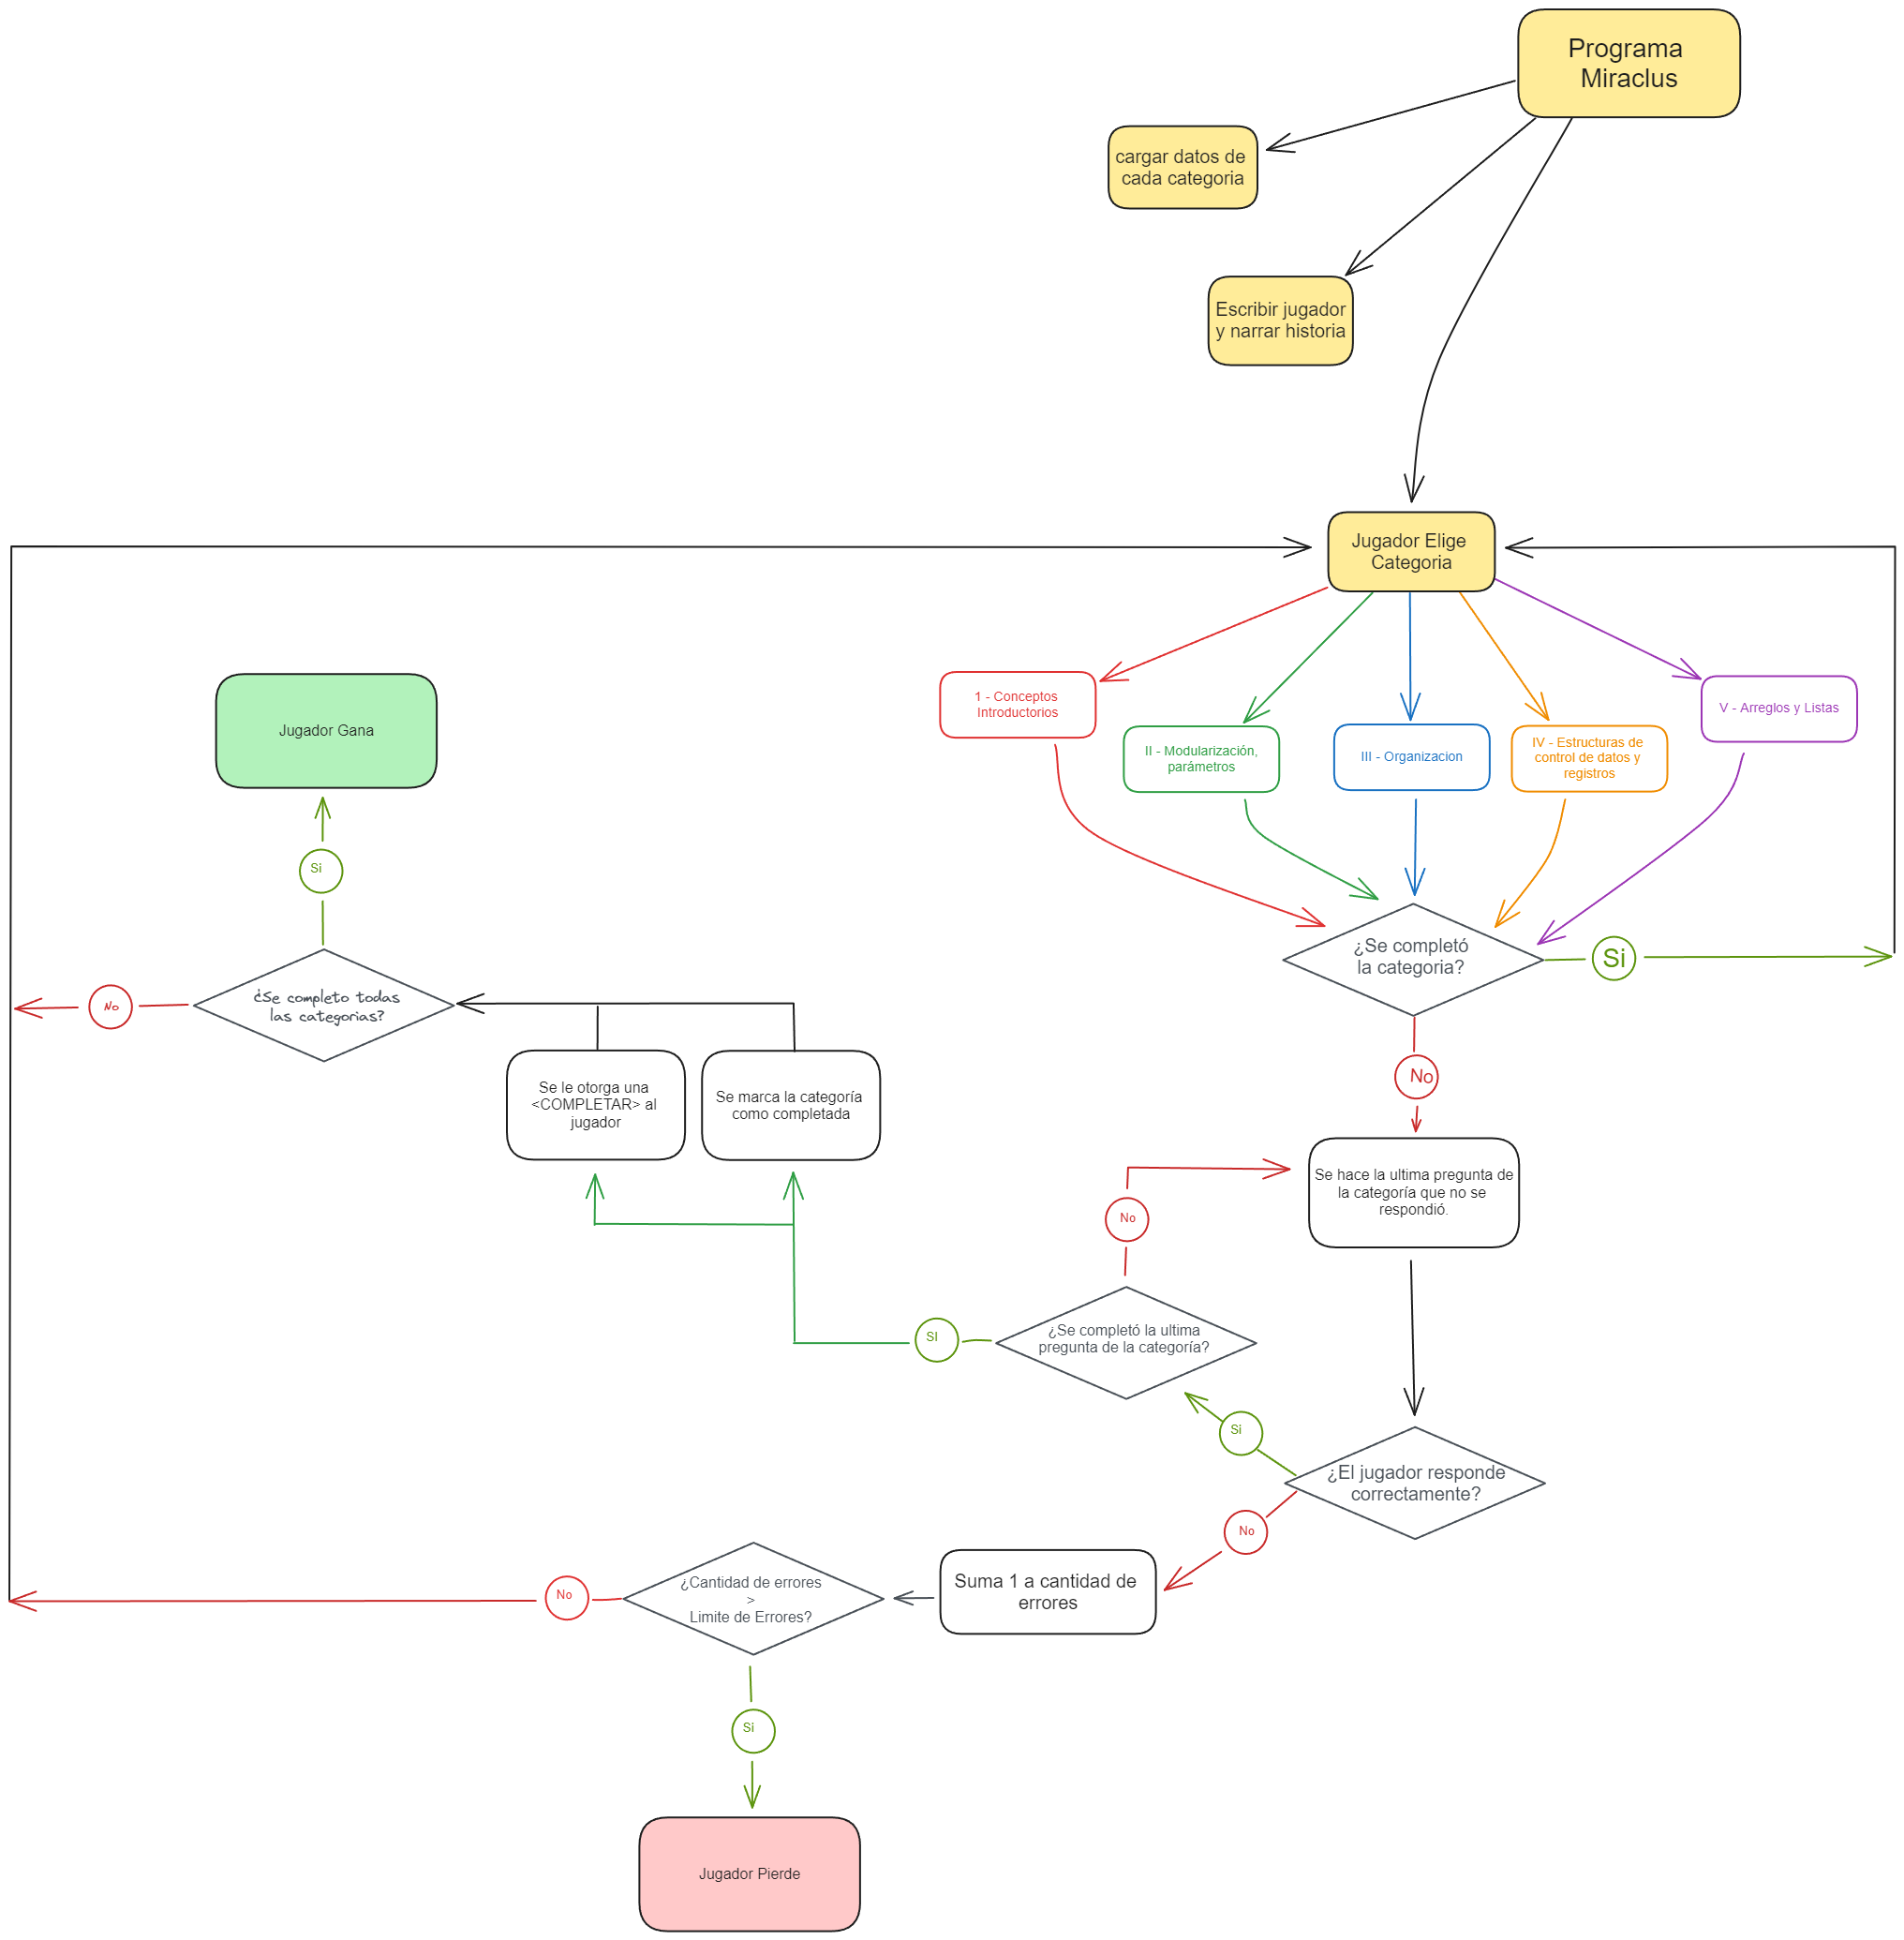 Programa
Miraclus
cargar datos de
cada categoria
Escribir jugador
y narrar historia
Jugador Elige
Categoria
1 - Conceptos
Introductorios
II - Modularización,
parámetros
III - Organizacion
IV - Estructuras de
control de datos y
registros
V - Arreglos y Listas
Jugador Gana
Si
¿Se completó
la categoria?
Si
No
¿Se completo todas
las categorias?
No
Se le otorga una
<COMPLETAR> al
jugador
Se marca la categoría
como completada
Se hace la ultima pregunta de
la categoría que no se
respondió.
No
¿Se completó la ultima
pregunta de la categoría?
SI
Si
¿El jugador responde
correctamente?
No
Suma 1 a cantidad de
errores
¿Cantidad de errores
>
Limite de Errores?
No
Si
Jugador Pierde